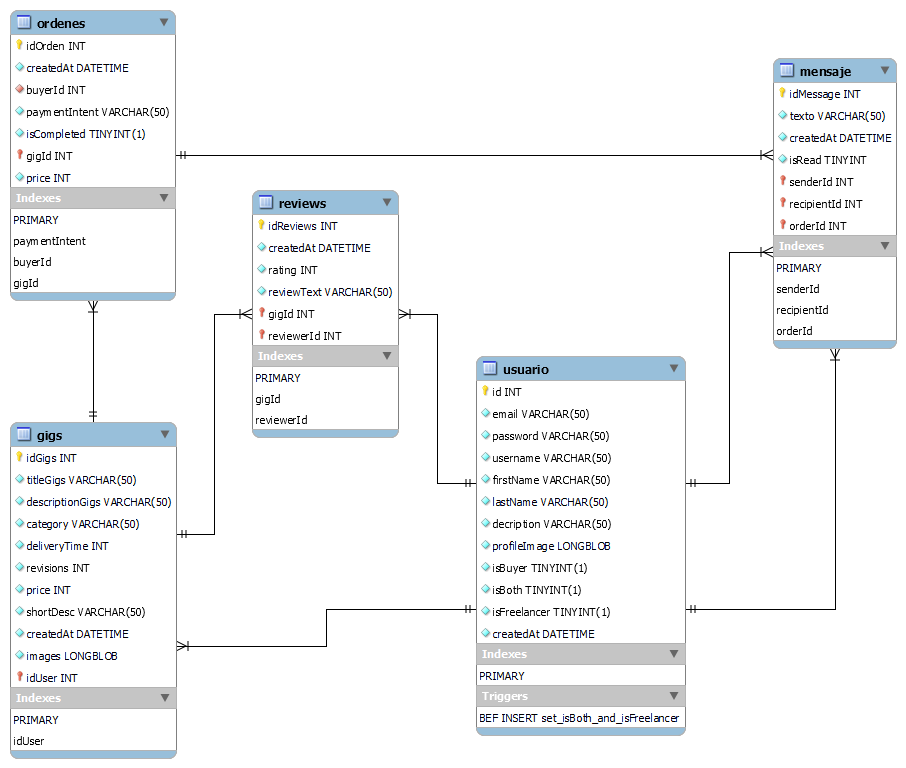 ordenes
idOrden INT
createdAt DATETIME
buyerId INT
paymentIntent VARCHAR(50)
isCompleted TINYINT(1)
gigId INT
price INT
Indexes
PRIMARY
paymentIntent
buyerId
gigId
mensaje
idMessage INT
texto VARCHAR(50)
createdAt DATETIME
isRead TINYINT
senderId INT
recipientId INT
orderId INT
Indexes
PRIMARY
senderId
recipientId
orderId
reviews
idReviews INT
createdAt DATETIME
rating INT
reviewText VARCHAR(50)
gigId INT
reviewerId INT
Indexes
PRIMARY
gigId
reviewerId
usuario
id INT
email VARCHAR(50)
password VARCHAR(50)
username VARCHAR(50)
firstName VARCHAR(50)
lastName VARCHAR(50)
decription VARCHAR(50)
profileImage LONGBLOB
isBuyer TINYINT(1)
isBoth TINYINT(1)
isFreelancer TINYINT(1)
createdAt DATETIME
Indexes
PRIMARY
Triggers
BEF INSERT set_isBoth_and_isFreelancer
gigs
idGigs INT
titleGigs VARCHAR(50)
descriptionGigs VARCHAR(50)
category VARCHAR(50)
deliveryTime INT
revisions INT
price INT
shortDesc VARCHAR(50)
createdAt DATETIME
images LONGBLOB
idUser INT
Indexes
PRIMARY
idUser